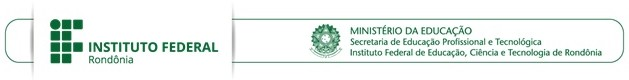 INSTITUTO FEDERAL
Rondônia
MINISTÉRIO DA EDUCAÇÃO
Secretaria de Educação Profissional e Tecnológica
Instituto Federal de Educação, Ciência e Tecnologia de Rondônia